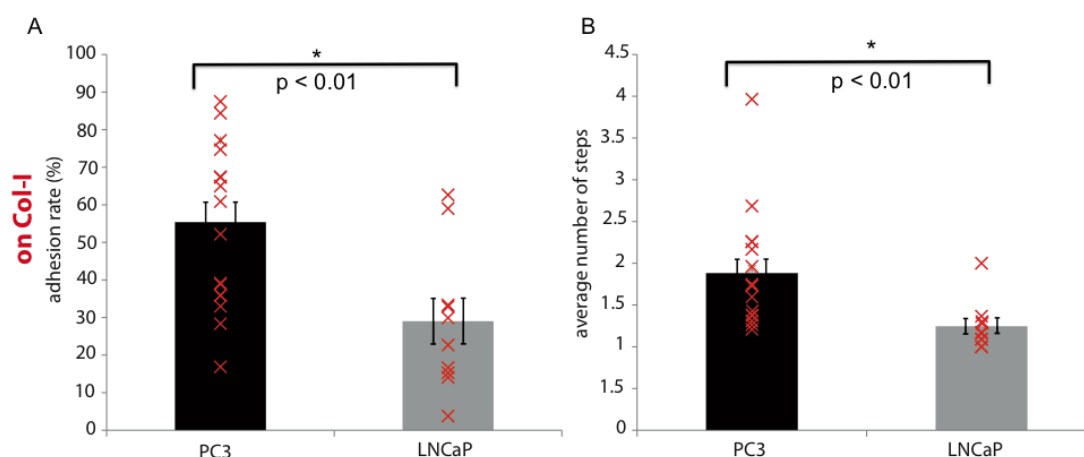 A
on Col-I
adhesion rate (%)
100
90
80
70
60
50
40
30
20
10
0
*
p < 0.01
PC3
LNCaP
B
average number of steps
4.5
4
3.5
3
2.5
2
1.5
1
1.5
0
*
p < 0.01
PC3
LNCaP